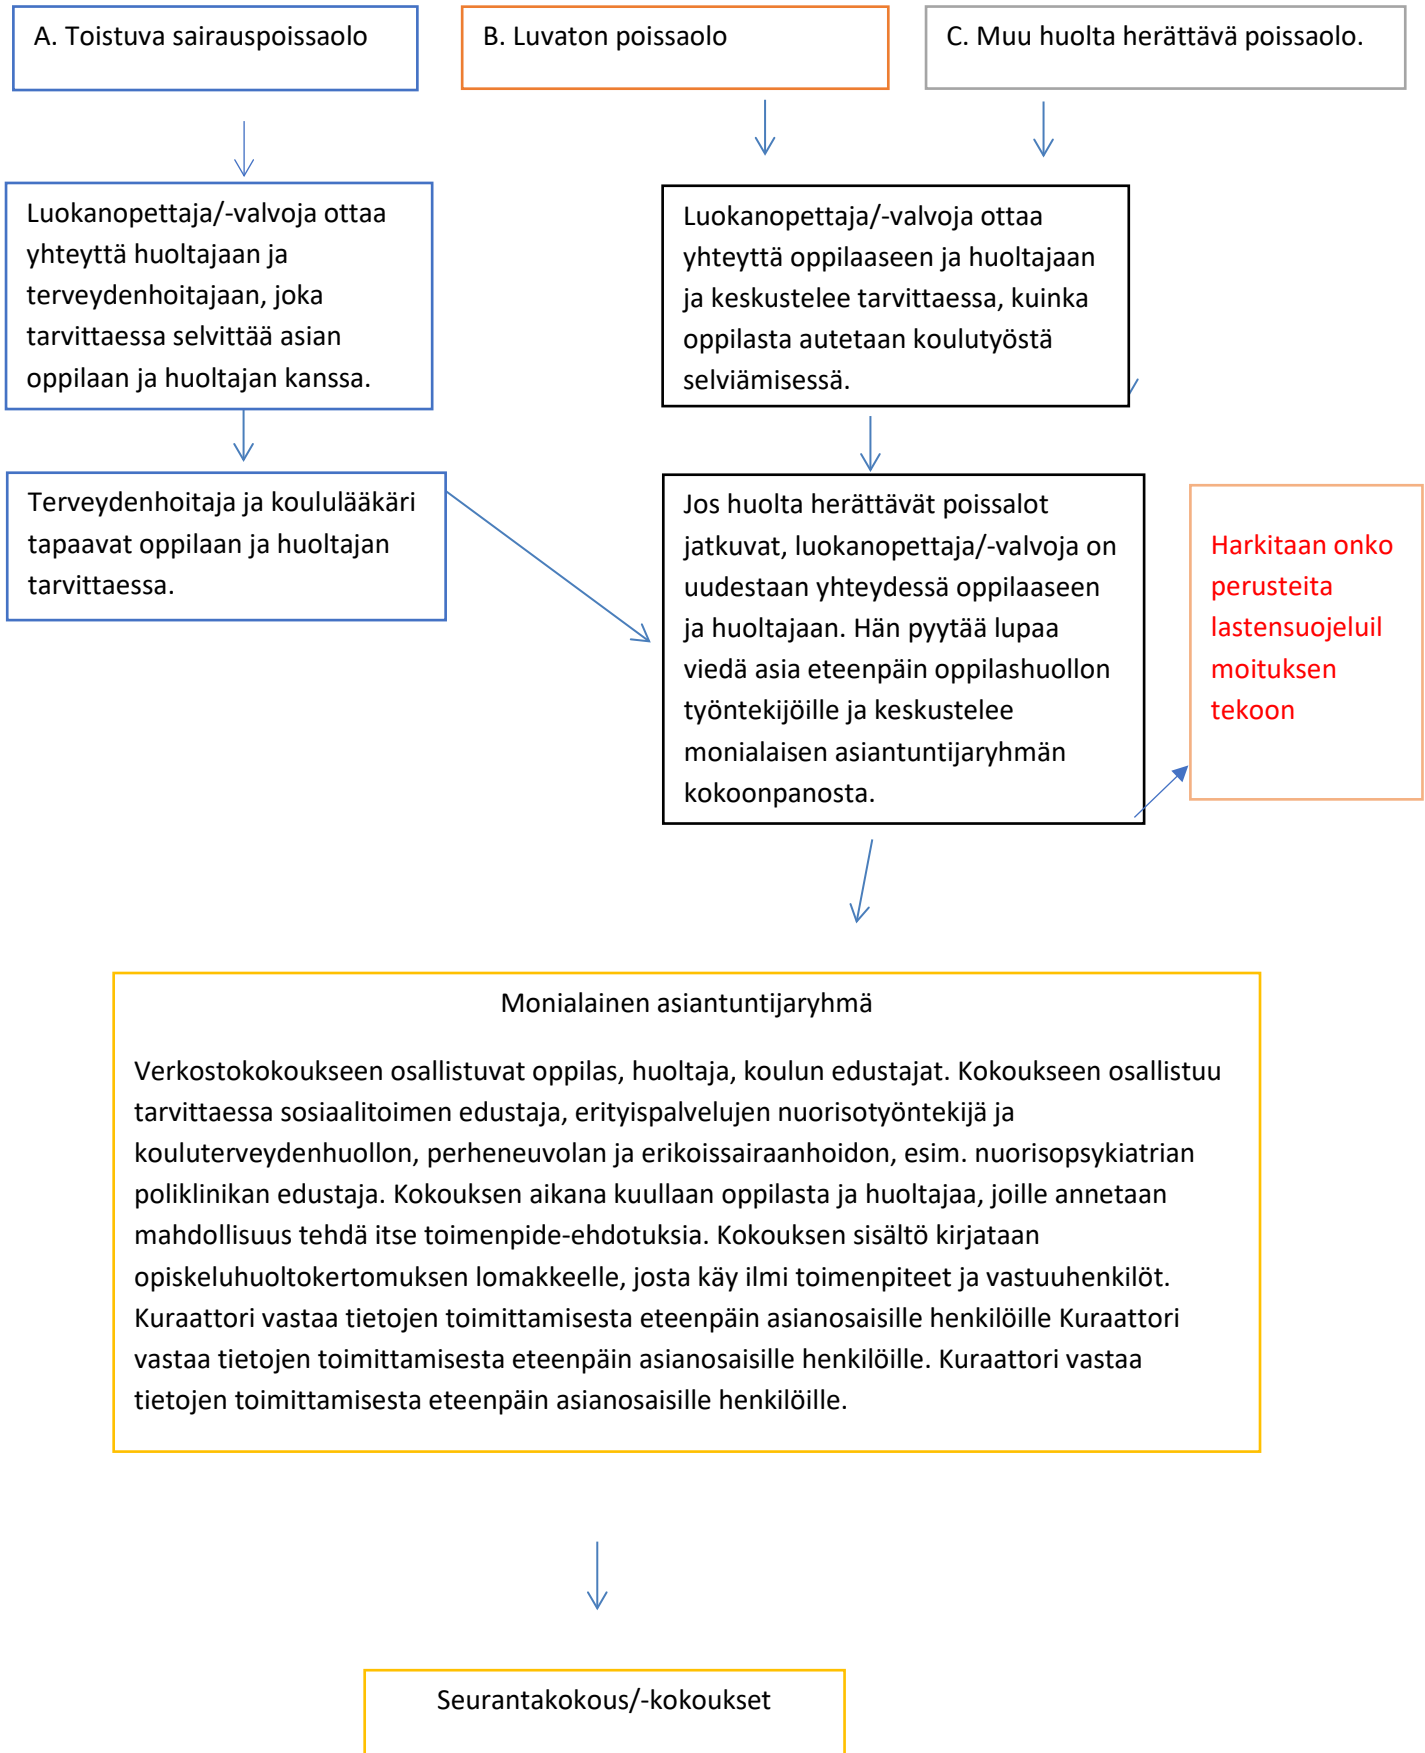 A. Toistuva sairauspoissaolo
B. Luvaton poissaolo
C. Muu huolta herättävä poissaolo.
Luokanopettaja/-valvoja ottaa
yhteyttä huoltajaan ja
terveydenhoitajaan, joka
tarvittaessa selvittää asian
oppilaan ja huoltajan kanssa.
Luokanopettaja/-valvoja ottaa
yhteyttä oppilaaseen ja huoltajaan
ja keskustelee tarvittaessa, kuinka
oppilasta autetaan koulutyöstä
selviämisessä.
Terveydenhoitaja ja koululääkäri
tapaavat oppilaan ja huoltajan
tarvittaessa.
Jos huolta herättävät poissalot
jatkuvat, luokanopettaja/-valvoja on
uudestaan yhteydessä oppilaaseen
ja huoltajaan. Hän pyytää lupaa
viedä asia eteenpäin oppilashuollon
työntekijöille ja keskustelee
monialaisen asiantuntijaryhmän
kokoonpanosta.
Harkitaan onko
perusteita
lastensuojeluil
moituksen
tekoon
Monialainen asiantuntijaryhmä
Verkostokokoukseen osallistuvat oppilas, huoltaja, koulun edustajat. Kokoukseen osallistuu
tarvittaessa sosiaalitoimen edustaja, erityispalvelujen nuorisotyöntekijä ja
kouluterveydenhuollon, perheneuvolan ja erikoissairaanhoidon, esim. nuorisopsykiatrian
poliklinikan edustaja. Kokouksen aikana kuullaan oppilasta ja huoltajaa, joille annetaan
mahdollisuus tehdä itse toimenpide-ehdotuksia. Kokouksen sisältö kirjataan
opiskeluhuoltokertomuksen lomakkeelle, josta käy ilmi toimenpiteet ja vastuuhenkilöt.
Kuraattori vastaa tietojen toimittamisesta eteenpäin asianosaisille henkilöille Kuraattori
vastaa tietojen toimittamisesta eteenpäin asianosaisille henkilöille. Kuraattori vastaa
tietojen toimittamisesta eteenpäin asianosaisille henkilöille.
Seurantakokous/-kokoukset